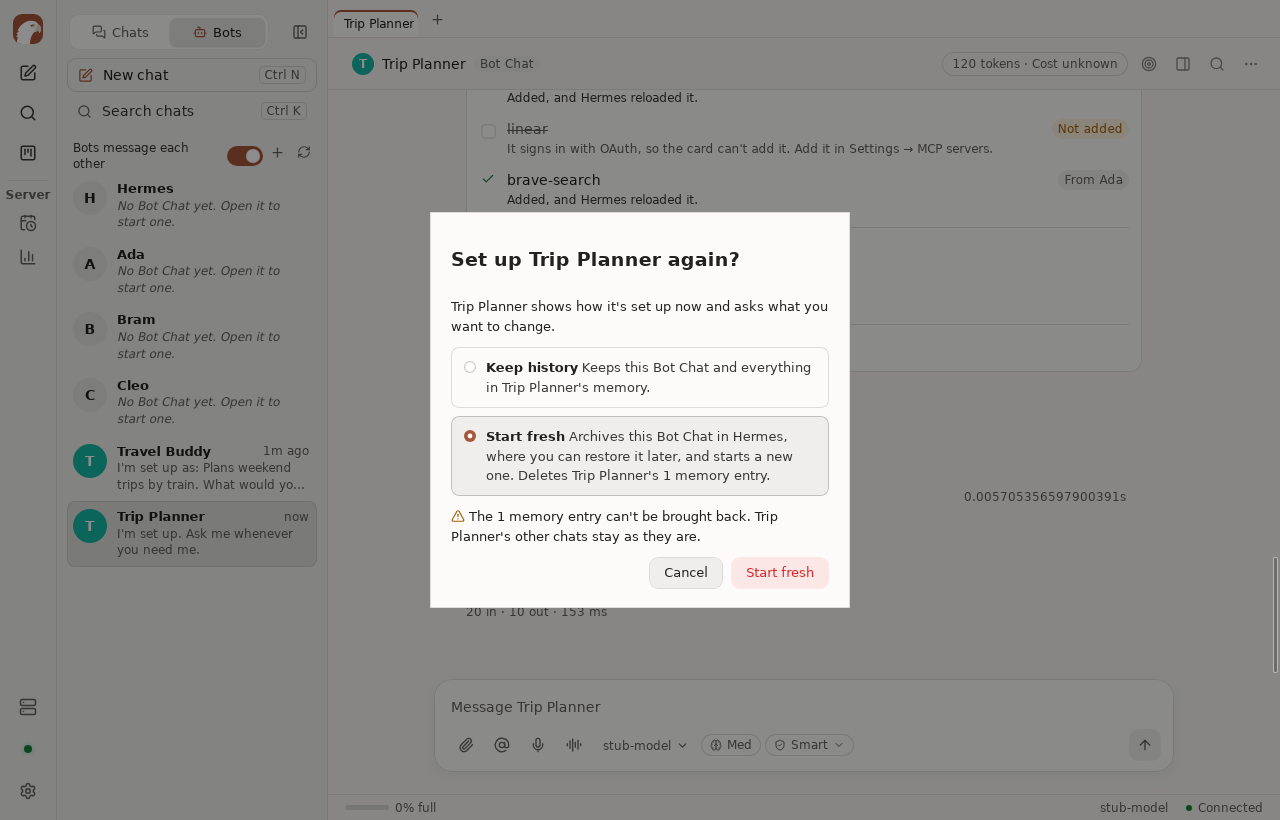 Chats
Bots
Trip Planner
New chat
Ctrl N
Search chats
Ctrl K
Bots message each
other
Server
H
Hermes
No Bot Chat yet. Open it to
start one.
A
Ada
No Bot Chat yet. Open it to
start one.
B
Bram
No Bot Chat yet. Open it to
start one.
C
Cleo
No Bot Chat yet. Open it to
start one.
T
Travel Buddy
1m ago
I'm set up as: Plans weekend
trips by train. What would yo...
T
Trip Planner
now
I'm set up. Ask me whenever
you need me.
T
Trip Planner
Bot Chat
120 tokens · Cost unknown
Added, and Hermes reloaded it.
linear
Not added
It signs in with OAuth, so the card can't add it. Add it in Settings → MCP servers.
brave-search
From Ada
Added, and Hermes reloaded it.
Set up Trip Planner again?
Trip Planner shows how it's set up now and asks what you
want to change.
Keep history Keeps this Bot Chat and everything
in Trip Planner's memory.
Start fresh Archives this Bot Chat in Hermes,
where you can restore it later, and starts a new
one. Deletes Trip Planner's 1 memory entry.
The 1 memory entry can't be brought back. Trip
Planner's other chats stay as they are.
Cancel
Start fresh
0.005705356597900391s
20 in · 10 out · 153 ms
Message Trip Planner
stub-model
Med
Smart
0% full
stub-model
Connected